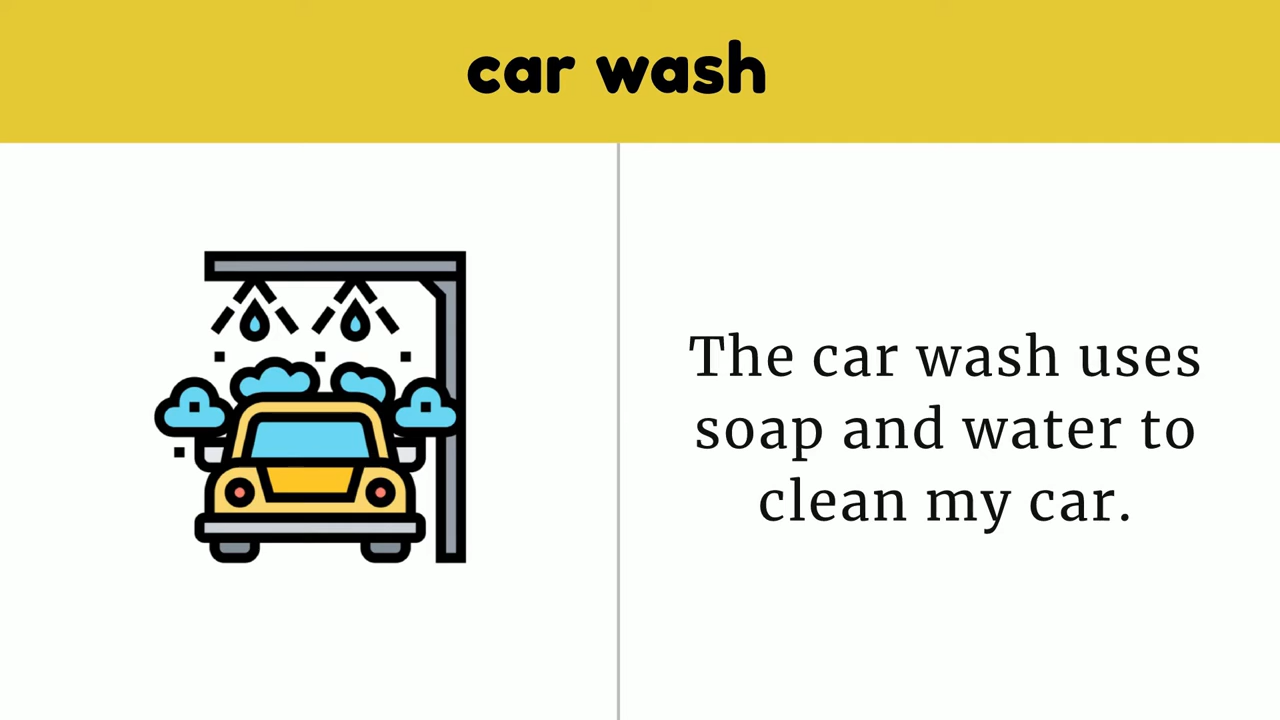 car wash
The car wash uses
soap and water to
clean my car.